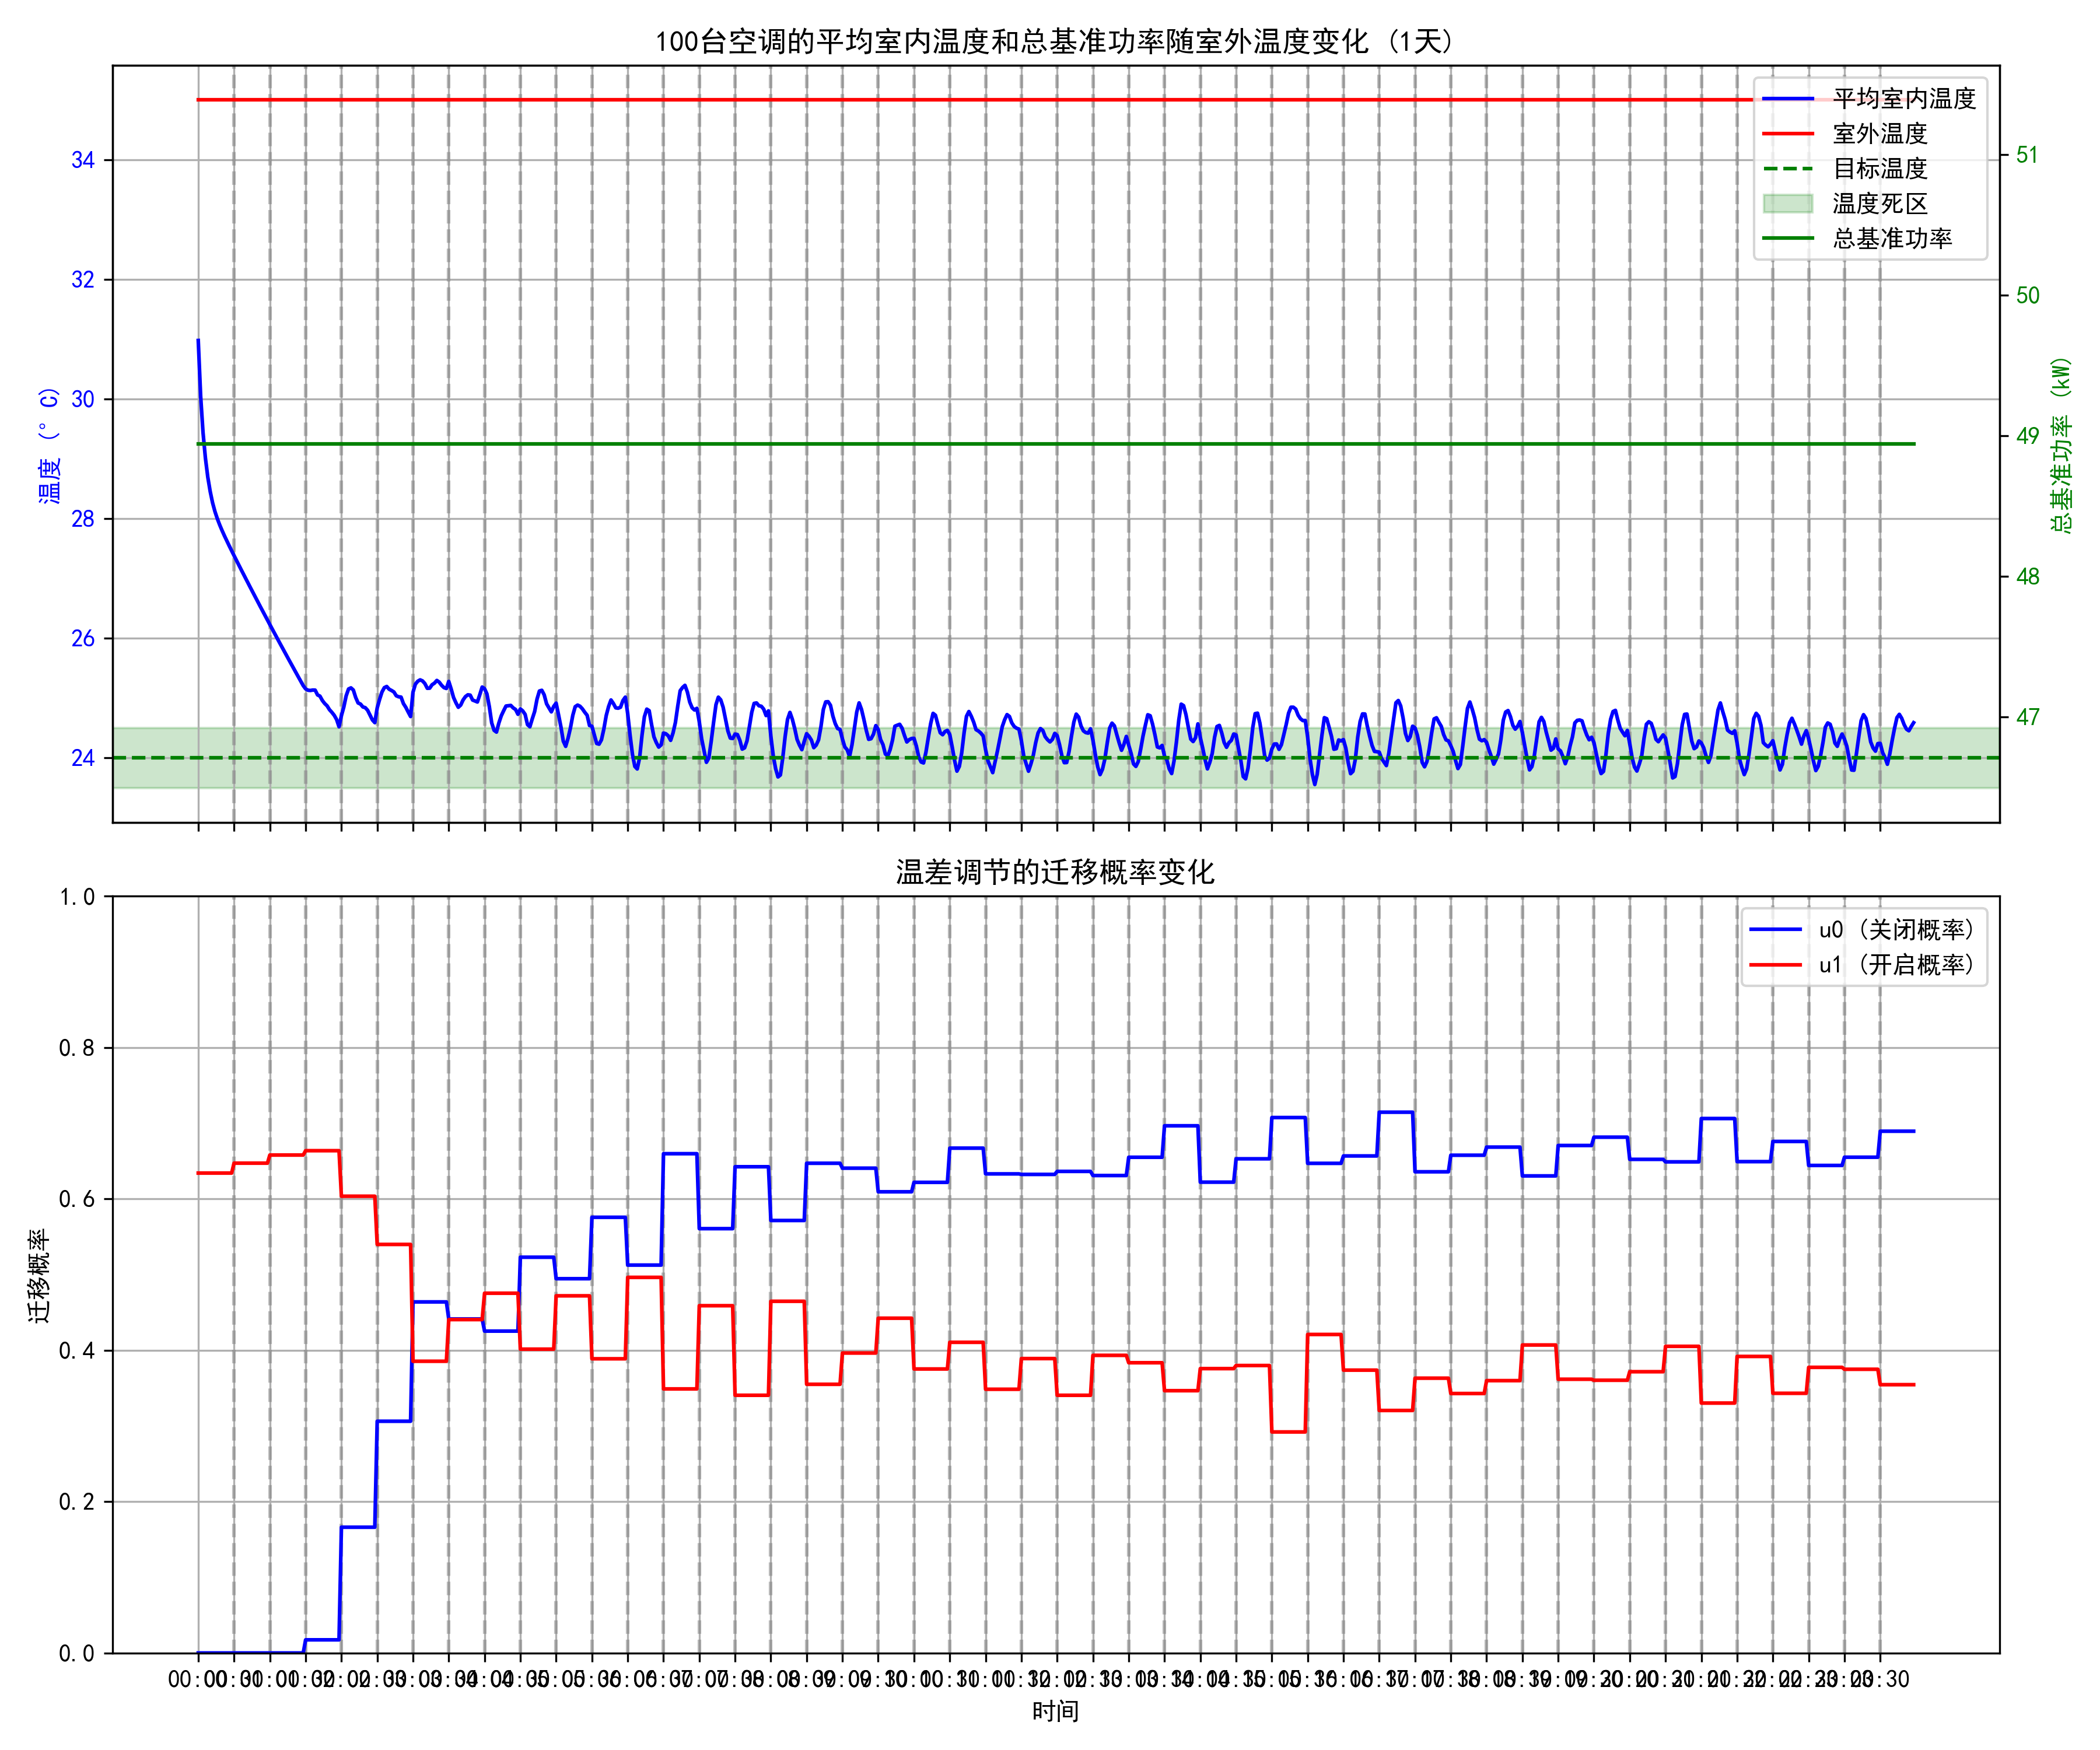 100台空调的平均室内温度和总基准功率随室外温度变化 (1天)
平均室内温度
室外温度
目标温度
温度死区
总基准功率
温度 (°C)
34
32
30
28
26
24
总基准功率 (kW)
51
50
49
48
47
温差调节的迁移概率变化
u0 (关闭概率)
u1 (开启概率)
迁移概率
1.0
0.8
0.6
0.4
0.2
0.0
时间